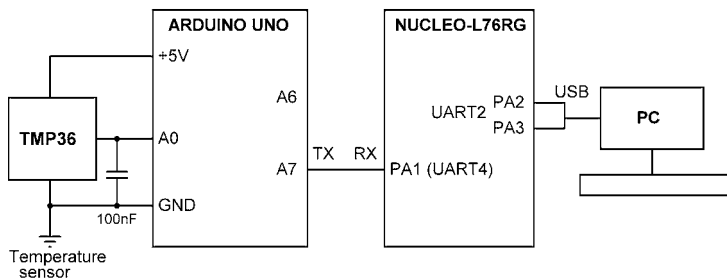 ARDUINO UNO
NUCLEO-L76RG
+5V
A6
PA2
USB
UART2
PA3
PC
TMP36
A0
TX
RX
A7
PA1 (UART4)
GND
100nF
Temperature
sensor